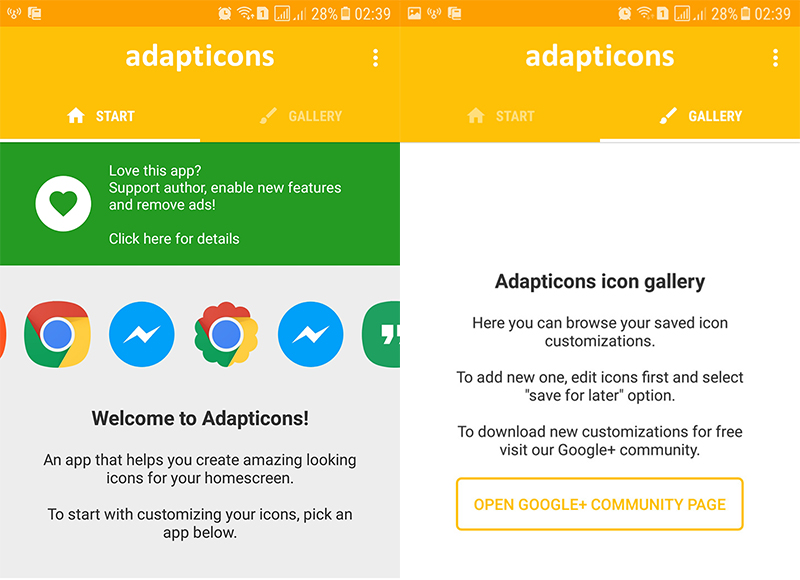 28% 02:39
adapticons
START GALLERY
Love this app?
Support author, enable new features
and remove ads!
Click here for details
Welcome to Adapticons!
An app that helps you create amazing looking
icons for your homescreen.
To start with customizing your icons, pick an
app below.
28% 02:39
adapticons
START GALLERY
Adapticons icon gallery
Here you can browse your saved icon
customizations.
To add new one, edit icons first and select
"save for later" option.
To download new customizations for free
visit our Google+ community.
OPEN GOOGLE+ COMMUNITY PAGE